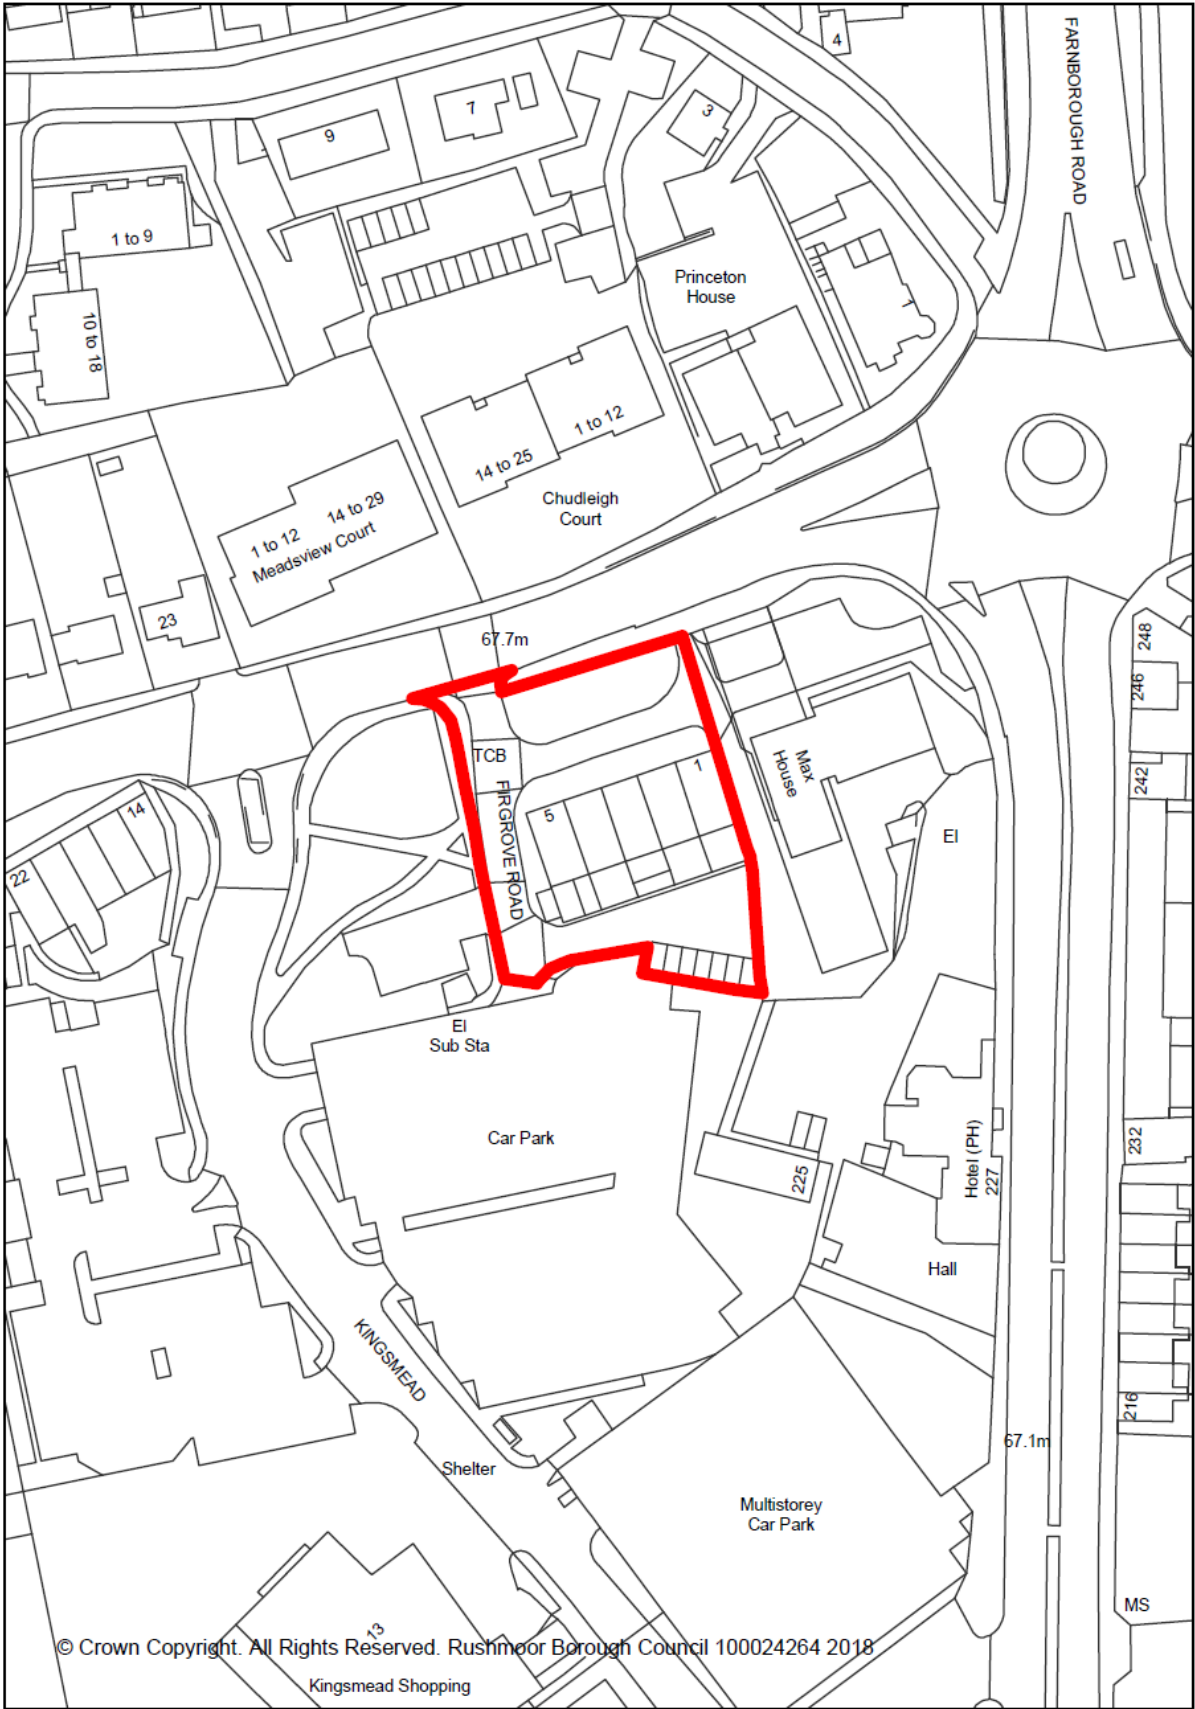 4
FARNBOROUGH ROAD
7
3
9
1 to 9
Princeton
House
1
10 to 18
1 to 12
14 to 25
Chudleigh
Court
14 to 29
1 to 12
Meadsview Court
23
67.7m
248
246
TCB
1
Max
House
242
FIRGROVE ROAD
5
14
El
22
El
Sub Sta
Car Park
Hotel (PH)
227
232
225
Hall
KINGSMEAD
216
67.1m
Shelter
Multistorey
Car Park
MS
13
© Crown Copyright. All Rights Reserved. Rushmoor Borough Council 100024264 2018
Kingsmead Shopping